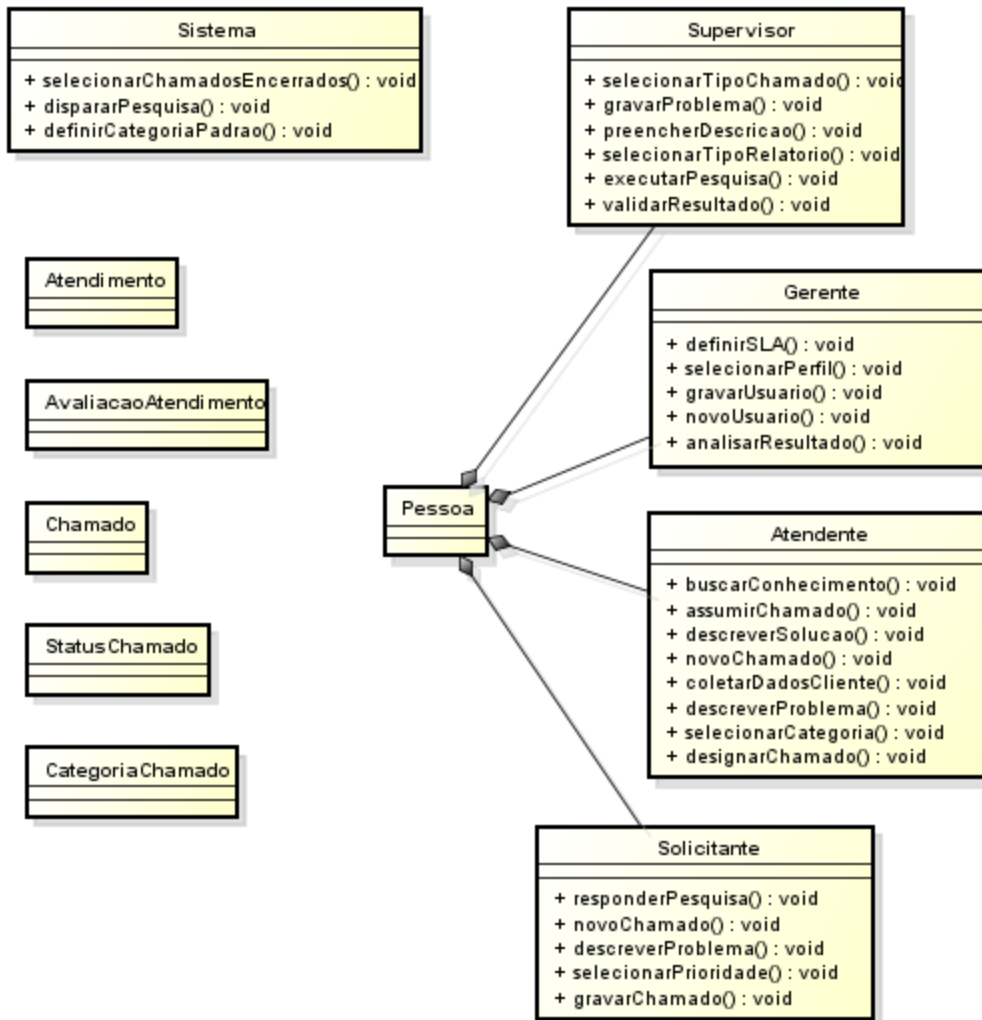 Sistema
+ selecionarChamadosEncerrados() : void
+ dispararPesquisa() : void
+ definirCategoriaPadrao() : void
Supervisor
+ selecionarTipoChamado() : void
+ gravarProblema() : void
+ preencherDescricao() : void
+ selecionarTipoRelatorio() : void
+ executarPesquisa() : void
+ validarResultado() : void
Atendimento
AvaliacaoAtendimento
Chamado
StatusChamado
CategoriaChamado
Pessoa
Gerente
+ definirSLA() : void
+ selecionarPerfil() : void
+ gravarUsuario() : void
+ novoUsuario() : void
+ analisarResultado() : void
Atendente
+ buscarConhecimento() : void
+ assumirChamado() : void
+ descreverSolucao() : void
+ novoChamado() : void
+ coletarDadosCliente() : void
+ descreverProblema() : void
+ selecionarCategoria() : void
+ designarChamado() : void
Solicitante
+ responderPesquisa() : void
+ novoChamado() : void
+ descreverProblema() : void
+ selecionarPrioridade() : void
+ gravarChamado() : void